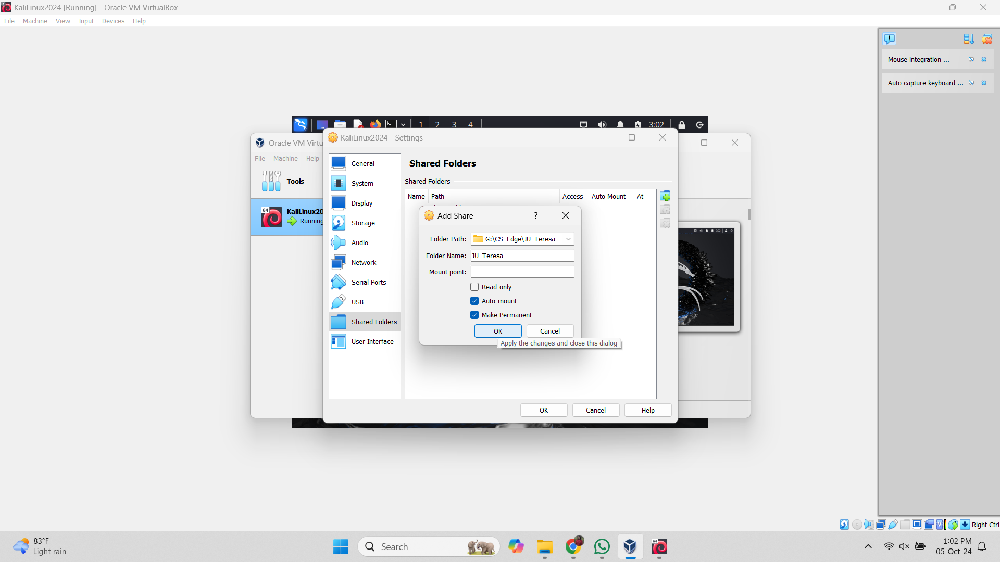 KaliLinux2024 [Running] - Oracle VM VirtualBox
File Machine View Input Devices Help
Mouse integration ...
Auto capture keyboard ...
1 2 3 4 3:02
Oracle VM Virtu
File Machine Help
Tools
64
KaliLinux20
Running
KaliLinux2024 - Settings
General
System
Display
Storage
Audio
Network
Serial Ports
USB
Shared Folders
User Interface
Shared Folders
Shared Folders
Name Path Access Auto Mount At
Add Share ?
Folder Path: G:\CS_Edge\JU_Teresa
Folder Name: JU_Teresa
Mount point:
Read-only
Auto-mount
Make Permanent
OK Cancel
Apply the changes and close this dialog
OK Cancel Help
Right Ctrl
83°F
Light rain
Search
64
1:02 PM
05-Oct-24